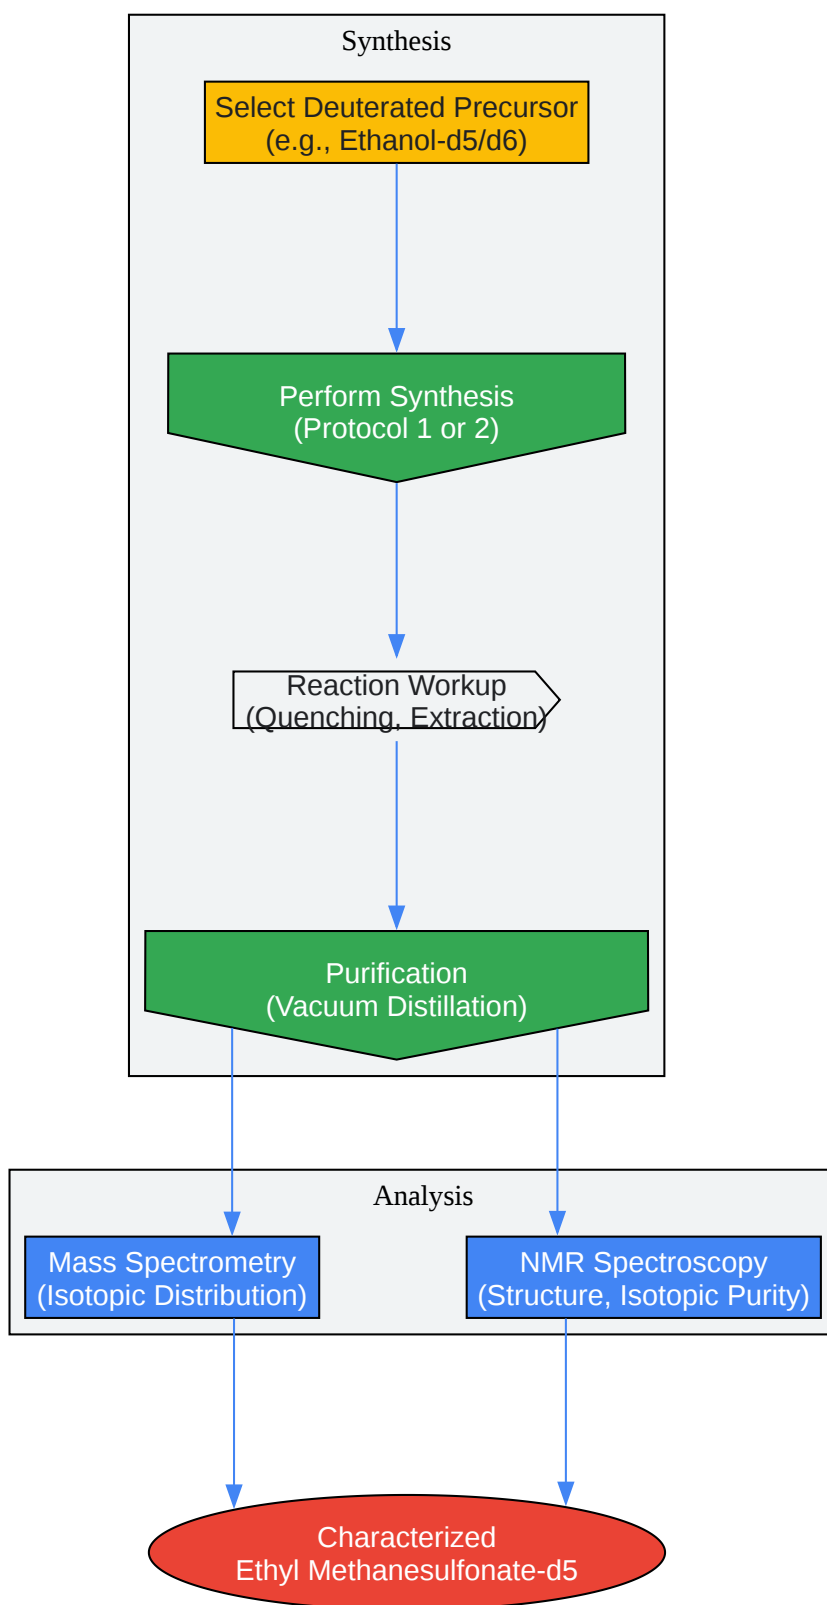 Synthesis
Select Deuterated Precursor
(e.g., Ethanol-d5/d6)
Perform Synthesis
(Protocol 1 or 2)
Reaction Workup
(Quenching, Extraction)
Purification
(Vacuum Distillation)
Analysis
Mass Spectrometry
(Isotopic Distribution)
NMR Spectroscopy
(Structure, Isotopic Purity)
Characterized
Ethyl Methanesulfonate-d5